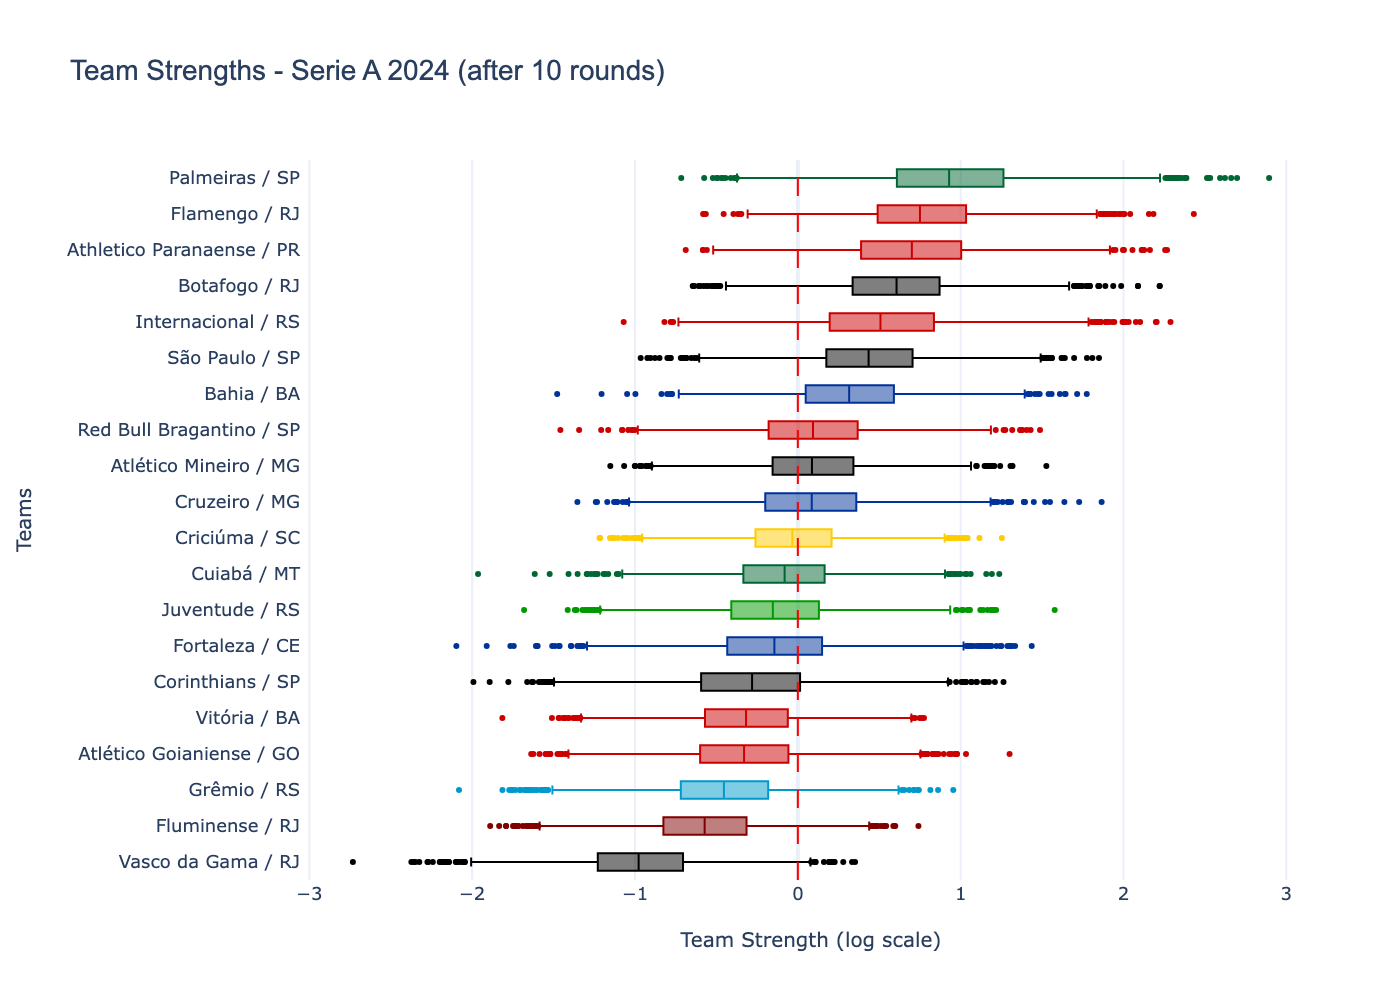 Team Strengths - Serie A 2024 (after 10 rounds)
Teams
Palmeiras / SP
Flamengo / RJ
Athletico Paranaense / PR
Botafogo / RJ
Internacional / RS
São Paulo / SP
Bahia / BA
Red Bull Bragantino / SP
Atlético Mineiro / MG
Cruzeiro / MG
Criciúma / SC
Cuiabá / MT
Juventude / RS
Fortaleza / CE
Corinthians / SP
Vitória / BA
Atlético Goianiense / GO
Grêmio / RS
Fluminense / RJ
Vasco da Gama / RJ
−3 −2 −1 0 1 2 3
Team Strength (log scale)